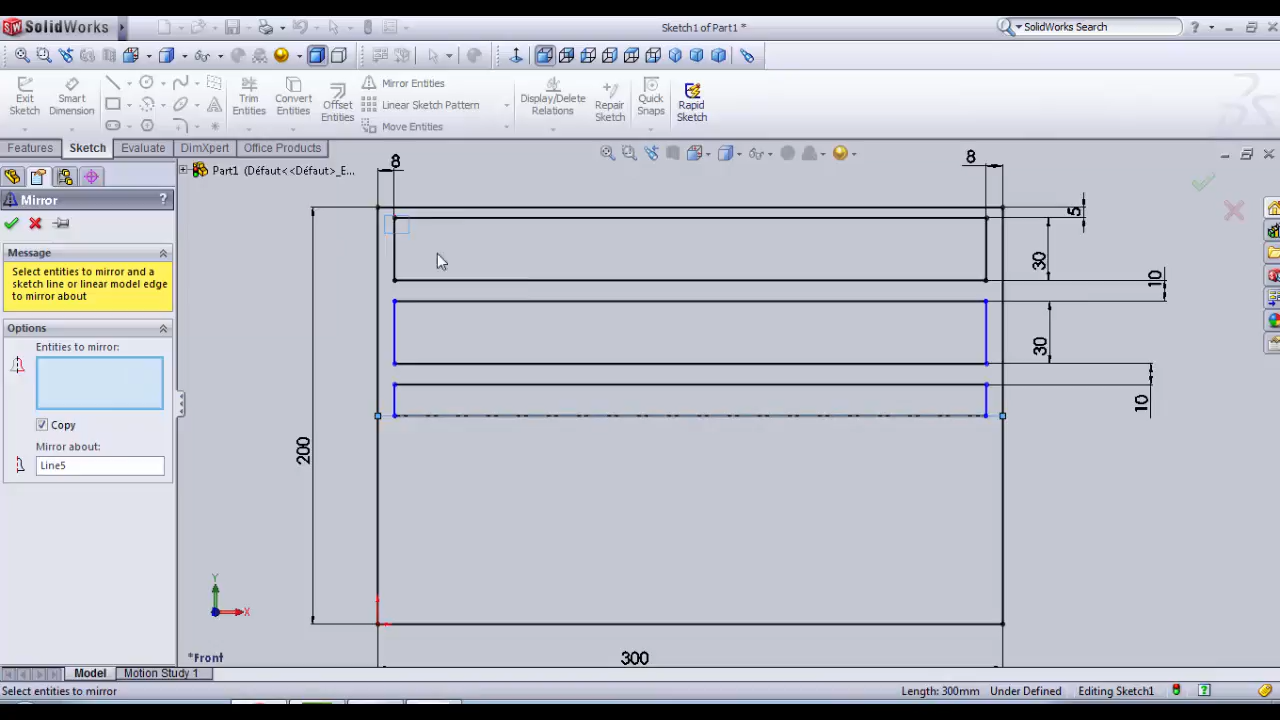 SolidWorks
Sketch1 of Part1 *
SolidWorks Search
Exit Sketch
Smart Dimension
Trim Entities
Convert Entities
Offset Entities
Mirror Entities
Linear Sketch Pattern
Move Entities
Display/Delete Relations
Repair Sketch
Quick Snaps
Rapid Sketch
Features
Sketch
Evaluate
DimXpert
Office Products
Part1 (Défaut<<Défaut>_E...
Mirror
?
Message
Select entities to mirror and a
sketch line or linear model edge
to mirror about
Options
Entities to mirror:
Copy
Mirror about:
Line5
8
8
5
30
10
30
10
200
300
Y
X
*Front
Model
Motion Study 1
Select entities to mirror
Length: 300mm
Under Defined
Editing Sketch1
?